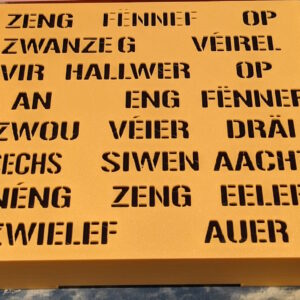 ZENG FËNNEF OP
ZWANZEG VÉIREL
VIR HALLWER OP
AN ENG FËNNEF
ZWOU VÉIER DRÄI
SECHS SIWEN AACHT
NÉNG ZENG EELEF
ZWIELEF AUER